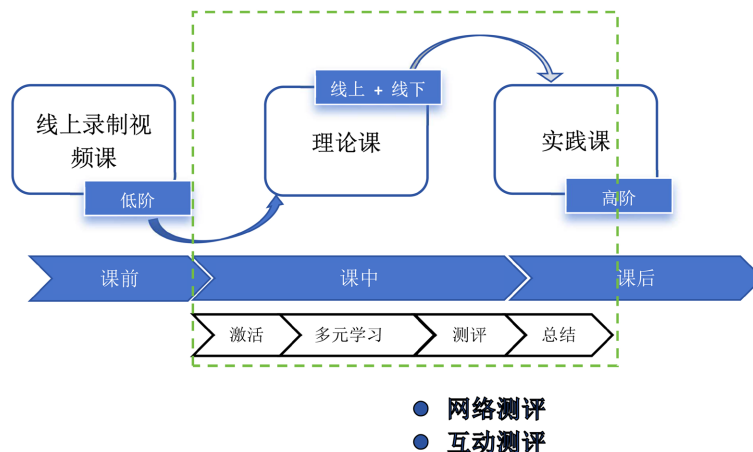 线上 + 线下
线上录制视
频课
理论课
实践课
低阶
高阶
课前
课中
课后
激活
多元学习
测评
总结
网络测评
互动测评